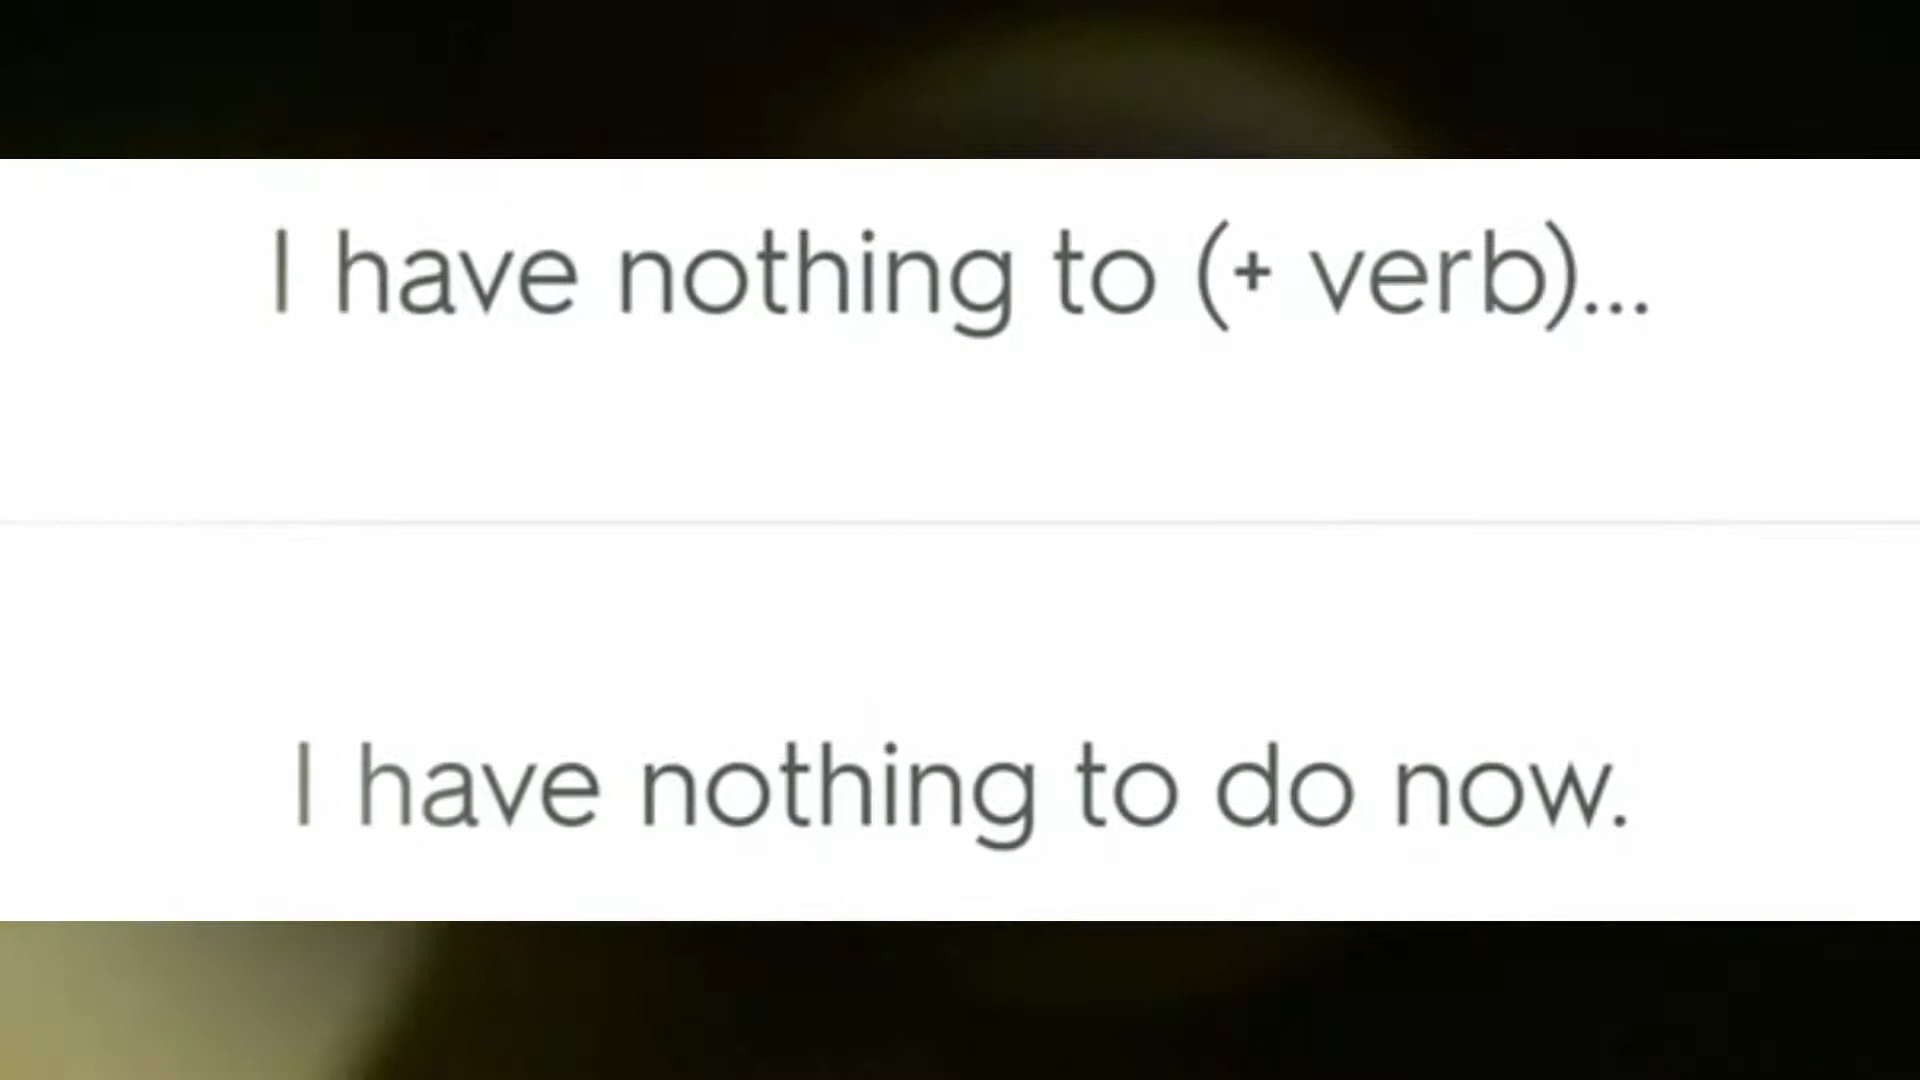 I have nothing to (+ verb)...
I have nothing to do now.